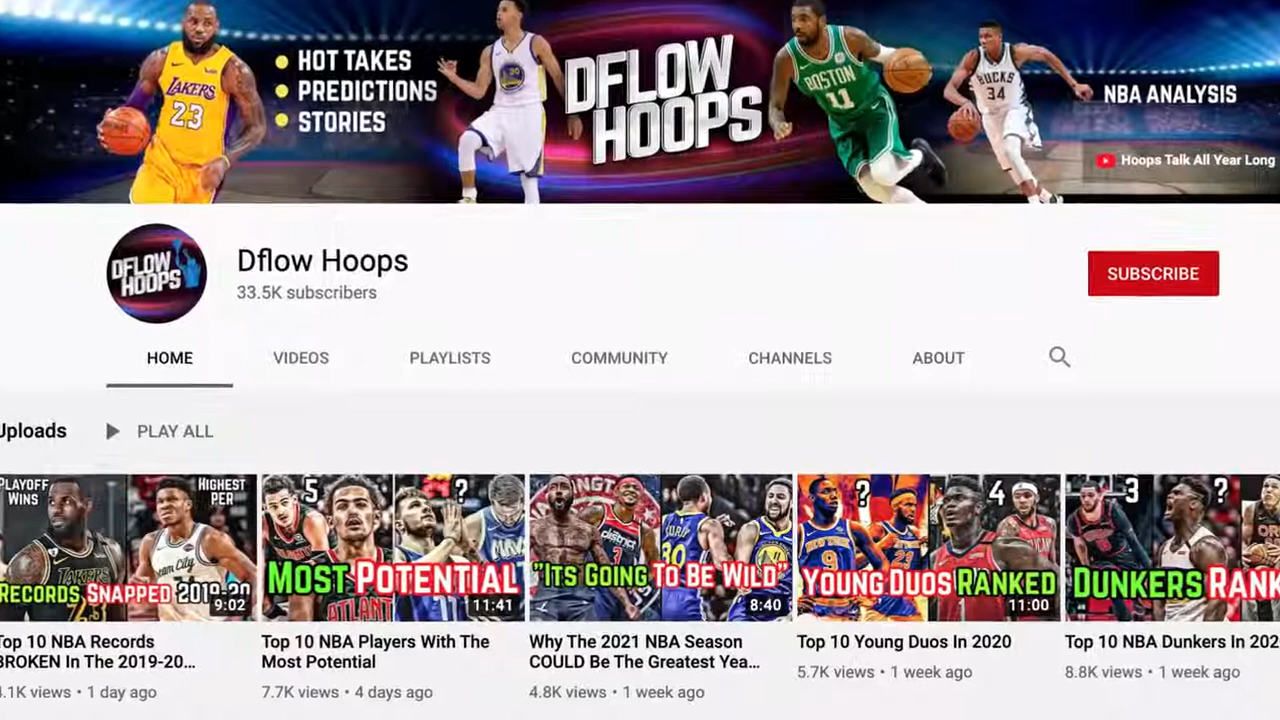 HOT TAKES
PREDICTIONS
STORIES
LAKERS
23
30
DFLOW
HOOPS
BOSTON
11
BUCKS
34
NBA ANALYSIS
Hoops Talk All Year Long
DFLOW
HOOPS
Dflow Hoops
33.5K subscribers
SUBSCRIBE
HOME
VIDEOS
PLAYLISTS
COMMUNITY
CHANNELS
ABOUT
Uploads
PLAY ALL
PLAYOFF
WINS
HIGHEST
PER
RECORDS SNAPPED 2019-20
9:02
5
?
MOST POTENTIAL
ATLANTA
11:41
"ITS GOING TO BE WILD"
8:40
?
4
YOUNG DUOS RANKED
11:00
3
?
DUNKERS RANK
Top 10 NBA Records
BROKEN In The 2019-20...
4.1K views • 1 day ago
Top 10 NBA Players With The
Most Potential
7.7K views • 4 days ago
Why The 2021 NBA Season
COULD Be The Greatest Yea...
4.8K views • 1 week ago
Top 10 Young Duos In 2020
5.7K views • 1 week ago
Top 10 NBA Dunkers In 202
8.8K views • 1 week ago